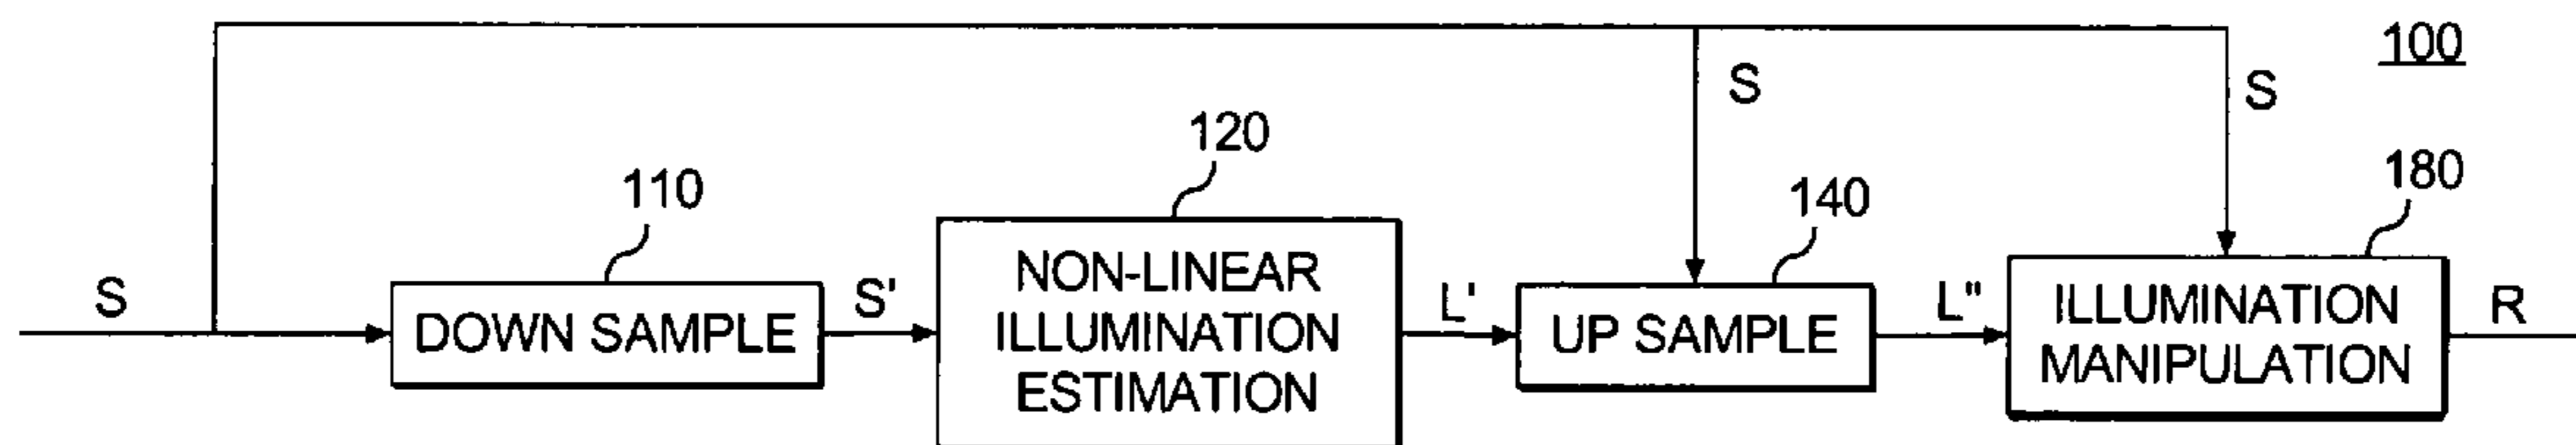 100
S
S
120
180
110
140
S
DOWN SAMPLE
S'
NON-LINEAR
ILLUMINATION
ESTIMATION
L'
UP SAMPLE
L"
ILLUMINATION
MANIPULATION
R